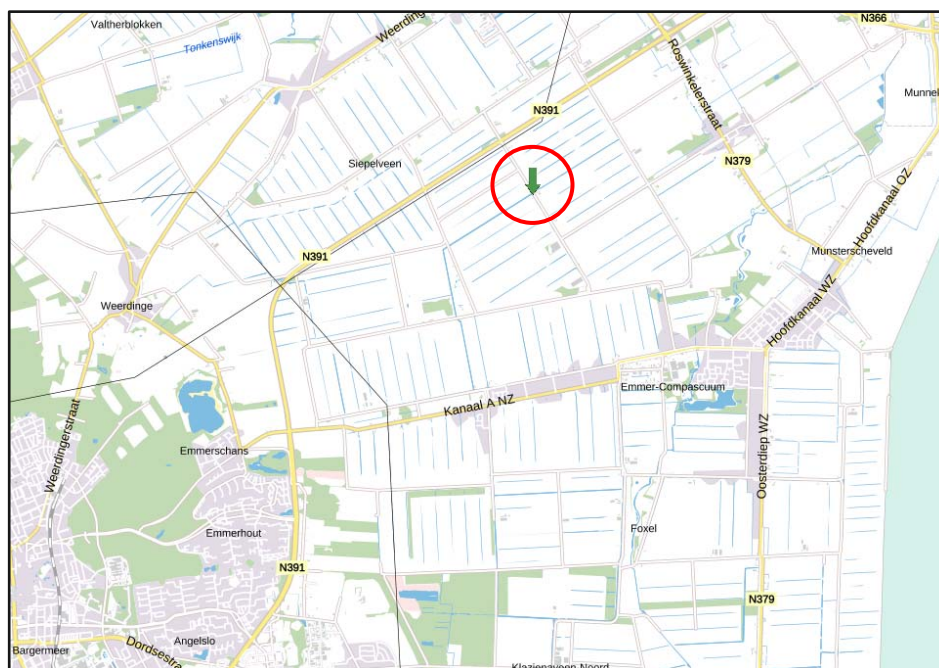 Valtherblokken
Tonkenswijk
Weerding
N366
Roswinkelerstraat
Munnek
N391
Siepelveen
N379
Hoofdkanaal OZ
Munsterscheveld
N391
Weerdinge
Hoofdkanaal WZ
Emmer-Compascuum
Kanaal A NZ
Weerdingerstraat
Emmerschans
Oosterdiep WZ
Emmerhout
Foxel
N391
N379
Angelslo
Bargermeer
Dordsestra
Klazienaveen-Noord